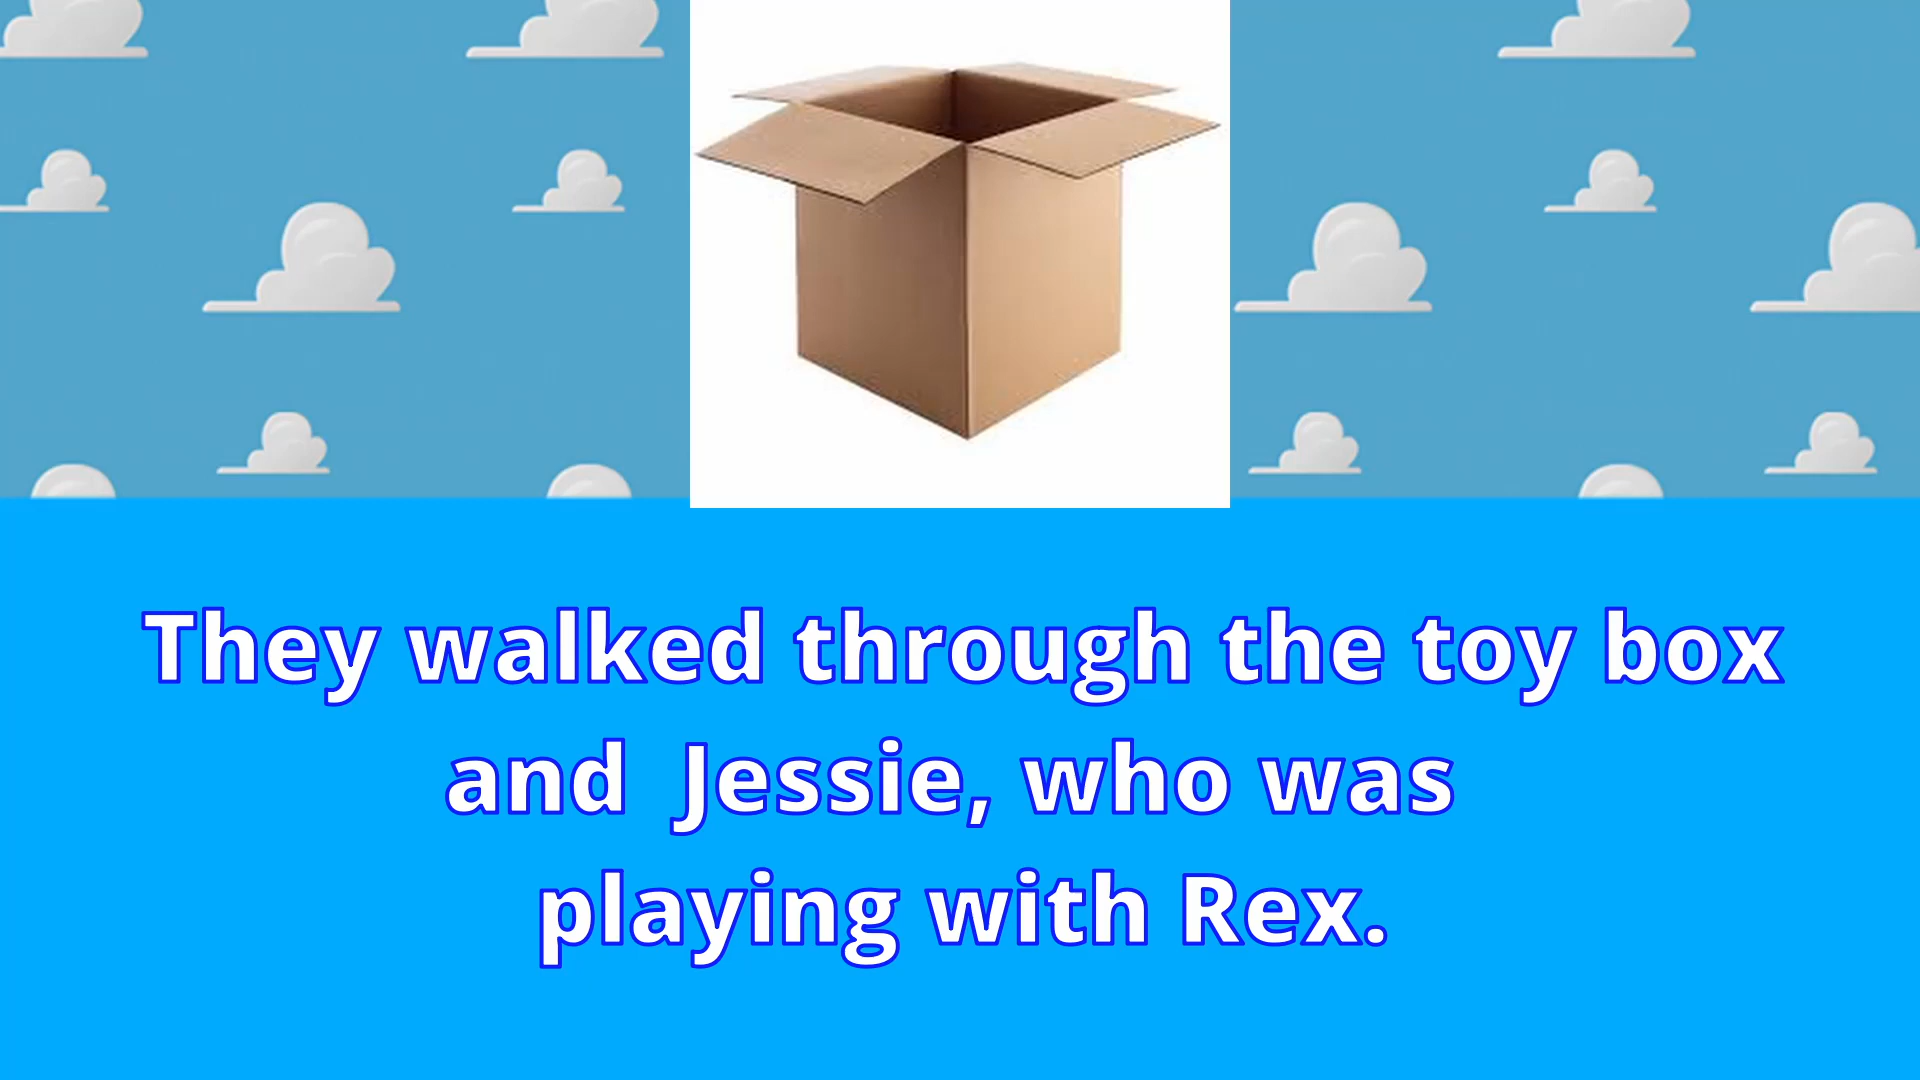 They walked through the toy box
and  Jessie, who was
playing with Rex.